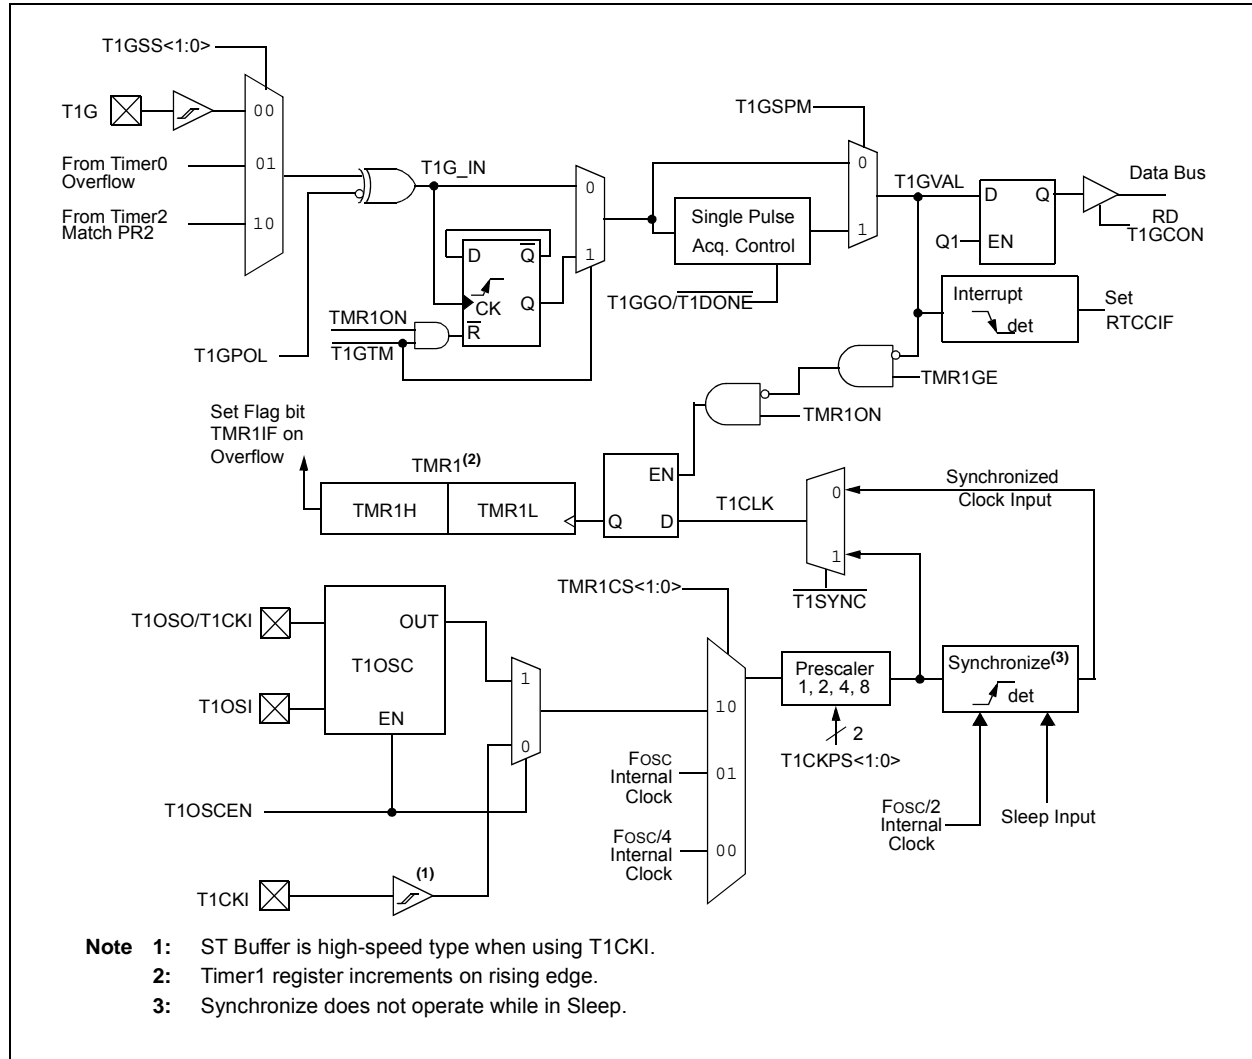 T1GSS<1:0>
T1G
00
From Timer0
Overflow
01
From Timer2
Match PR2
10
T1GPOL
T1G_IN
0
1
D
Q
CK
Q
R
TMR1ON
T1GTM
Single Pulse
Acq. Control
T1GGO/T1DONE
T1GSPM
0
1
T1GVAL
D
Q
Q1
EN
Data Bus
RD
T1GCON
Interrupt
det
Set
RTCCIF
TMR1GE
TMR1ON
Set Flag bit
TMR1IF on
Overflow
TMR1(2)
TMR1H
TMR1L
EN
Q
D
T1CLK
0
1
T1SYNC
Synchronized
Clock Input
T1OSO/T1CKI
T1OSI
OUT
T1OSC
EN
T1OSCEN
T1CKI
(1)
1
0
TMR1CS<1:0>
10
FOSC
Internal
Clock
01
FOSC/4
Internal
Clock
00
Prescaler
1, 2, 4, 8
2
T1CKPS<1:0>
Synchronize(3)
det
FOSC/2
Internal
Clock
Sleep Input
Note 1: ST Buffer is high-speed type when using T1CKI.
2: Timer1 register increments on rising edge.
3: Synchronize does not operate while in Sleep.